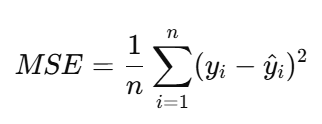 MSE = \frac{1}{n} \sum_{i=1}^{n} (y_i - \hat{y}_i)^2